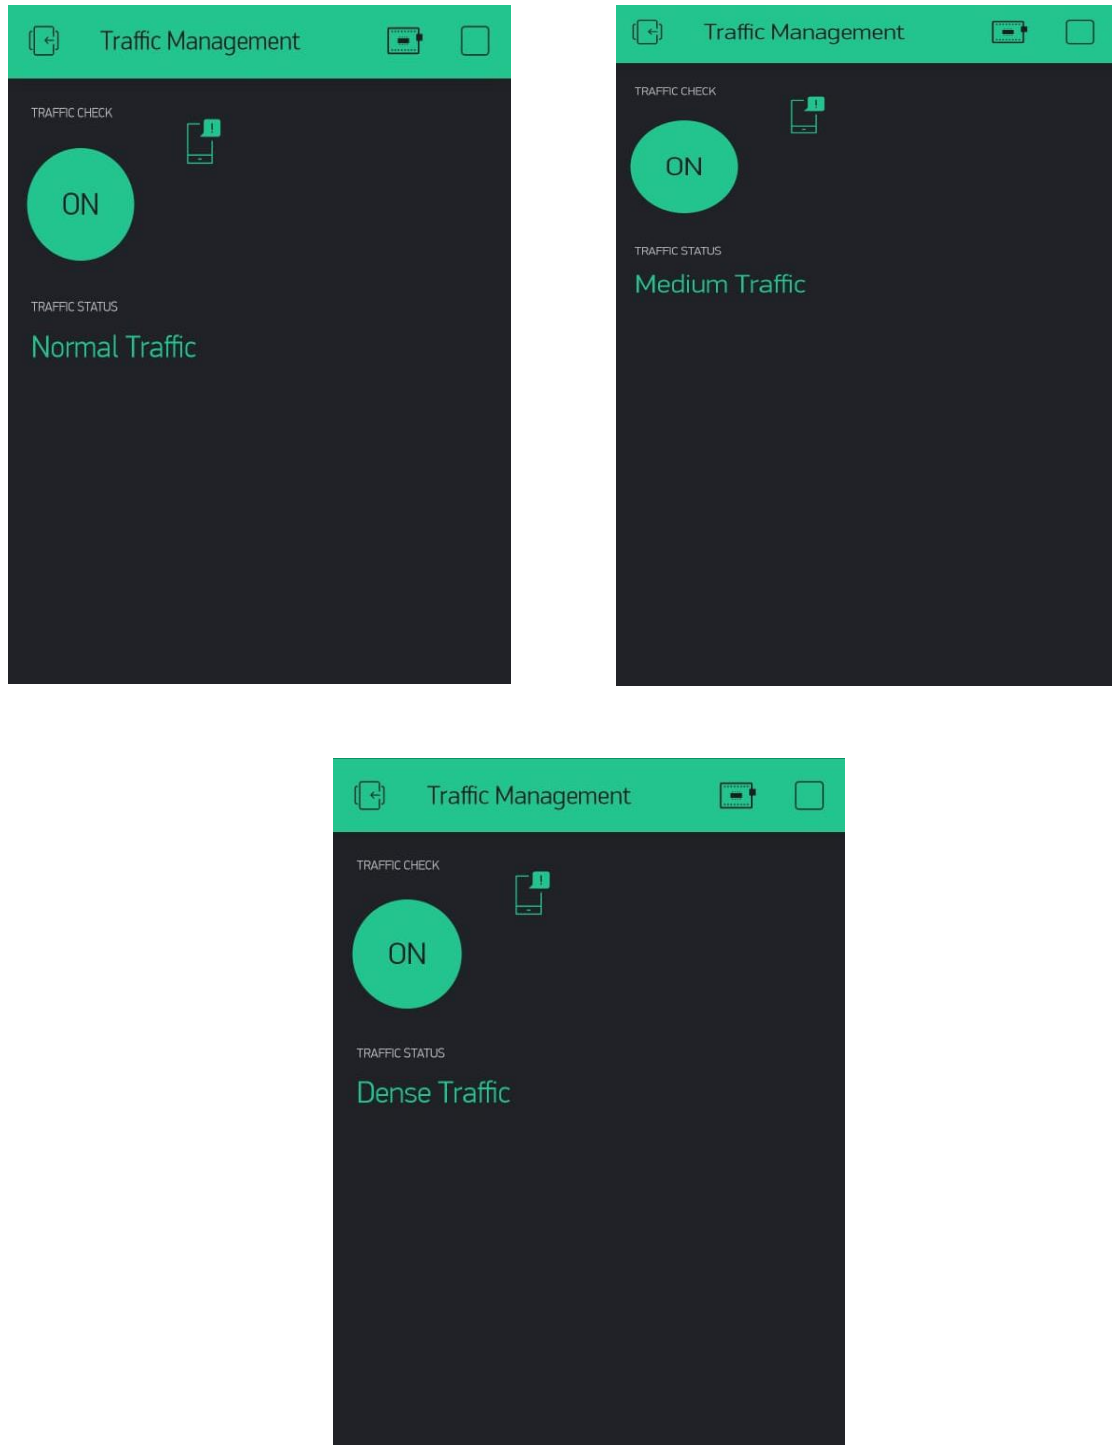 Traffic Management
TRAFFIC CHECK
ON
TRAFFIC STATUS
Normal Traffic
Traffic Management
TRAFFIC CHECK
ON
TRAFFIC STATUS
Medium Traffic
Traffic Management
TRAFFIC CHECK
ON
TRAFFIC STATUS
Dense Traffic